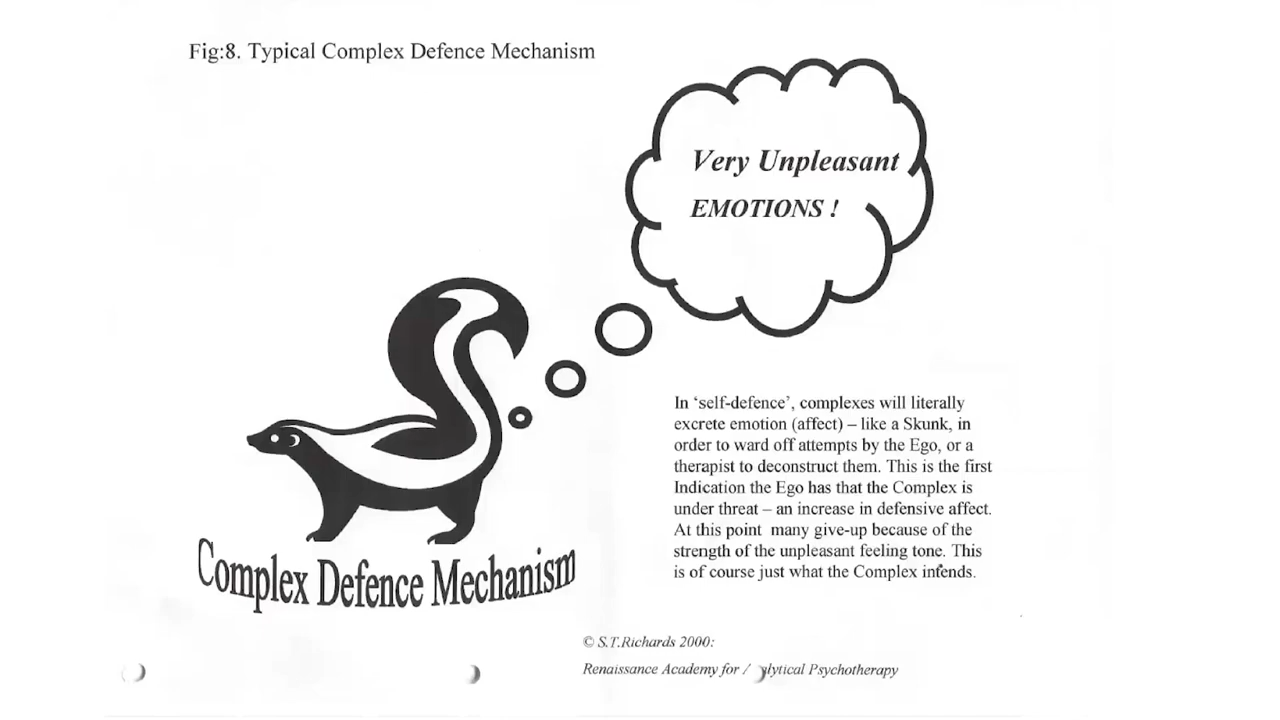 Fig:8. Typical Complex Defence Mechanism
Very Unpleasant
EMOTIONS !
In ‘self-defence’, complexes will literally
excrete emotion (affect) – like a Skunk, in
order to ward off attempts by the Ego, or a
therapist to deconstruct them. This is the first
Indication the Ego has that the Complex is
under threat – an increase in defensive affect.
At this point many give-up because of the
strength of the unpleasant feeling tone. This
is of course just what the Complex intends.
Complex Defence Mechanism
© S.T.Richards 2000:
Renaissance Academy for Psychotherapy